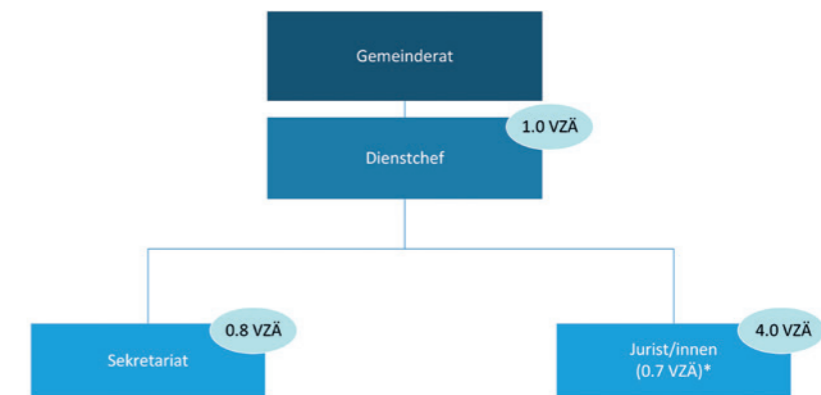 Gemeinderat
1.0 VZÄ
Dienstchef
0.8 VZÄ
Sekretariat
4.0 VZÄ
Jurist/innen
(0.7 VZÄ)*